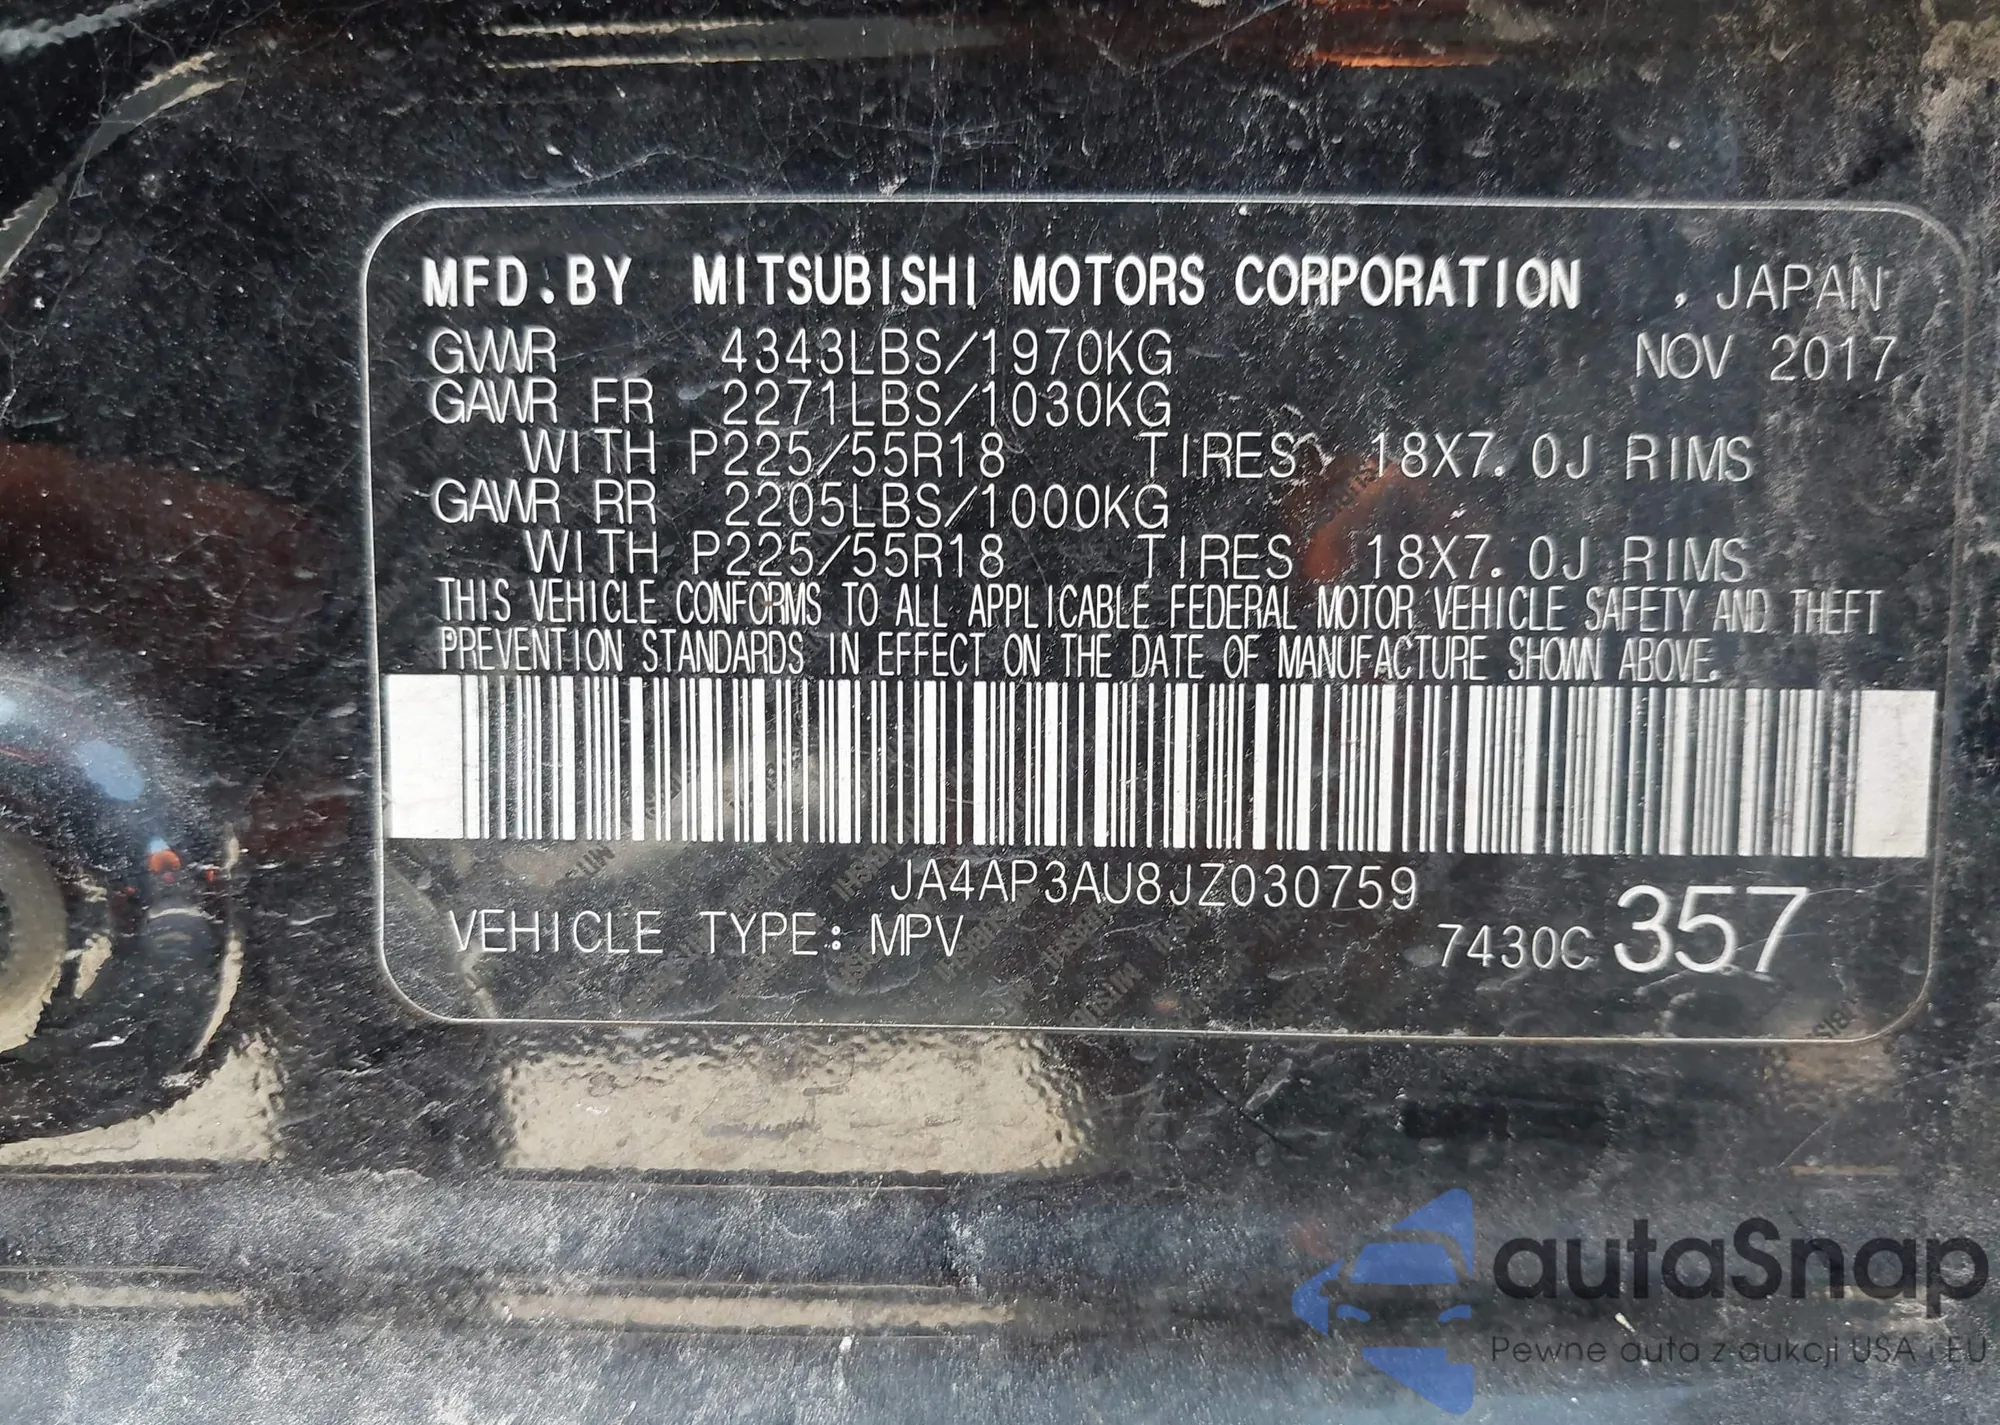 MFD.BY MITSUBISHI MOTORS CORPORATION , JAPAN
GVWR 4343LBS/1970KG NOV 2017
GAWR FR 2271LBS/1030KG
WITH P225/55R18 TIRES, 18X7.0J RIMS
GAWR RR 2205LBS/1000KG
WITH P225/55R18 TIRES 18X7.0J RIMS
THIS VEHICLE CONFORMS TO ALL APPLICABLE FEDERAL MOTOR VEHICLE SAFETY AND THEFT
PREVENTION STANDARDS IN EFFECT ON THE DATE OF MANUFACTURE SHOWN ABOVE.
JA4AP3AU8JZ030759
VEHICLE TYPE: MPV 7430C 357
autaSnap
Pewne auta z aukcji USA i EU